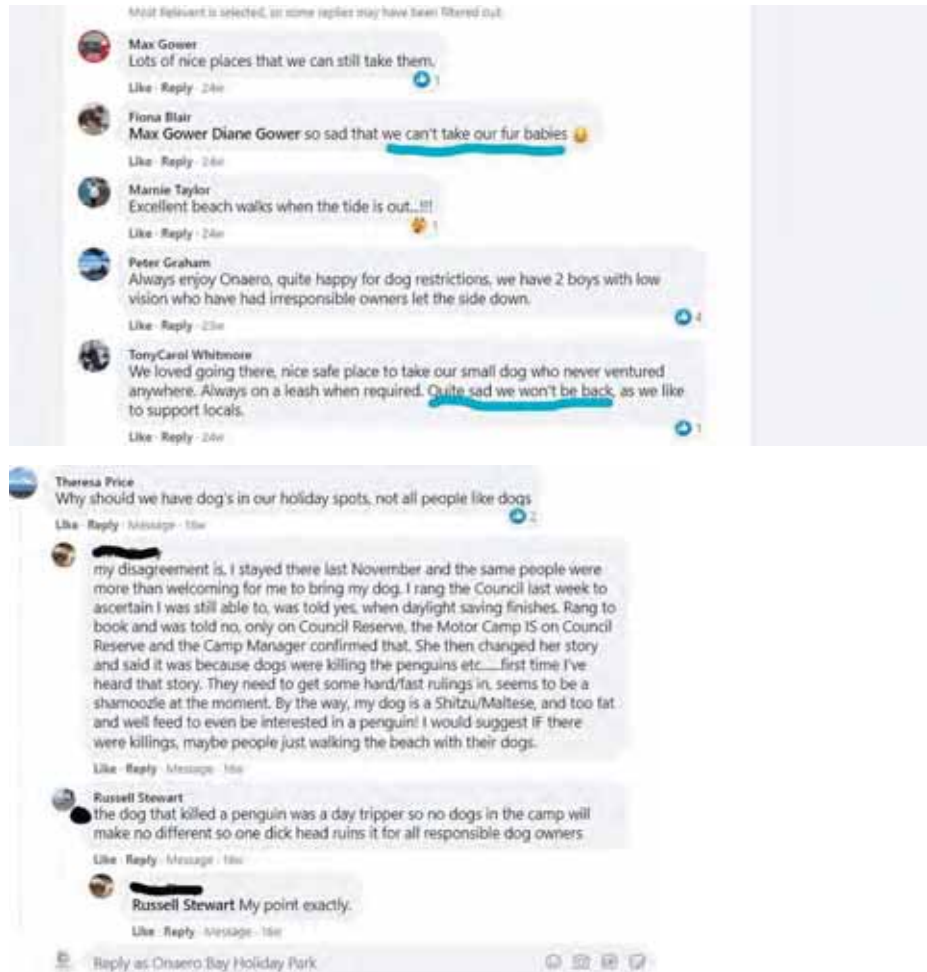 Most Relevant is selected, so some replies may have been filtered out.
Max Gower
Lots of nice places that we can still take them.
1
Like · Reply · 24w
Fiona Blair
Max Gower Diane Gower so sad that we can't take our fur babies
Like · Reply · 24w
Marnie Taylor
Excellent beach walks when the tide is out..!!!
1
Like · Reply · 24w
Peter Graham
Always enjoy Onaero, quite happy for dog restrictions, we have 2 boys with low
vision who have had irresponsible owners let the side down.
4
Like · Reply · 23w
TonyCarol Whitmore
We loved going there, nice safe place to take our small dog who never ventured
anywhere. Always on a leash when required. Quite sad we won't be back, as we like
to support locals.
1
Like · Reply · 24w
Theresa Price
Why should we have dog's in our holiday spots, not all people like dogs
2
Like · Reply · Message · 16w
my disagreement is, I stayed there last November and the same people were
more than welcoming for me to bring my dog. I rang the Council last week to
ascertain I was still able to, was told yes, when daylight saving finishes. Rang to
book and was told no, only on Council Reserve, the Motor Camp IS on Council
Reserve and the Camp Manager confirmed that. She then changed her story
and said it was because dogs were killing the penguins etc.....first time I've
heard that story. They need to get some hard/fast rulings in, seems to be a
shamoozle at the moment. By the way, my dog is a Shitzu/Maltese, and too fat
and well feed to even be interested in a penguin! I would suggest IF there
were killings, maybe people just walking the beach with their dogs.
Like · Reply · Message · 16w
Russell Stewart
the dog that killed a penguin was a day tripper so no dogs in the camp will
make no different so one dick head ruins it for all responsible dog owners
Like · Reply · Message · 16w
Russell Stewart My point exactly.
Like · Reply · Message · 16w
Reply as Onaero Bay Holiday Park